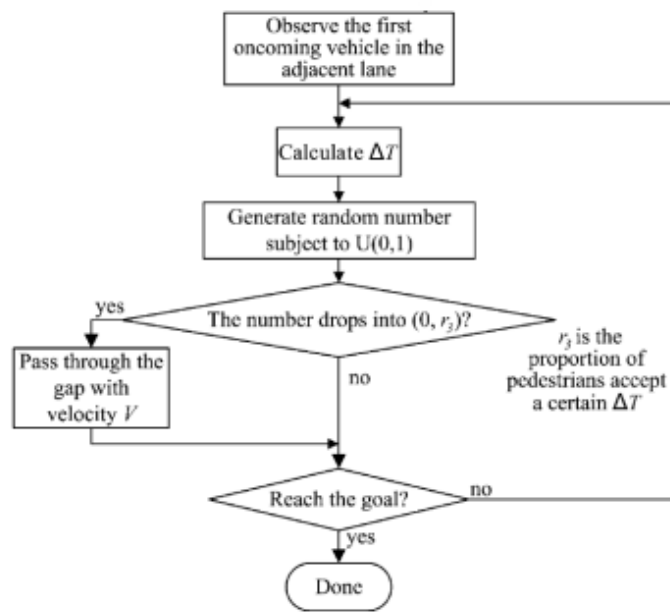 Observe the first
oncoming vehicle in the
adjacent lane
Calculate ΔT
Generate random number
subject to U(0,1)
yes
The number drops into (0, r₃)?
Pass through the
gap with
velocity V
no
r₃ is the
proportion of
pedestrians accept
a certain ΔT
Reach the goal?
no
yes
Done